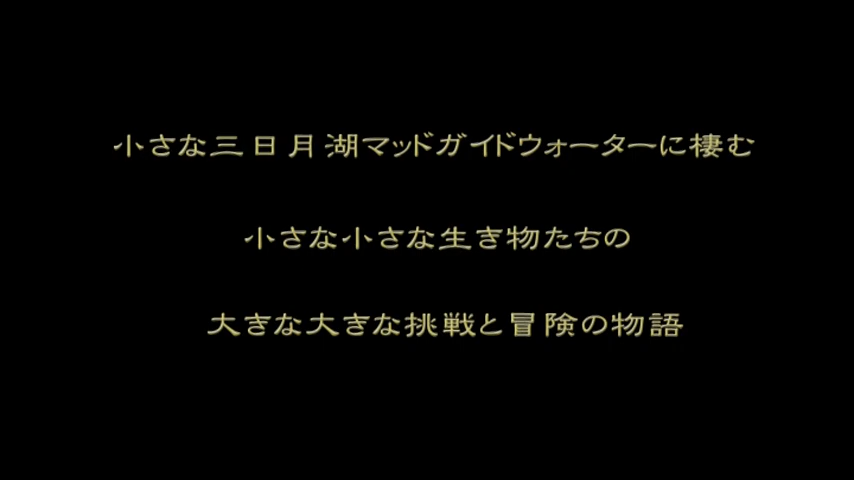 小さな三日月湖マッドガイドウォーターに棲む
小さな小さな生き物たちの
大きな大きな挑戦と冒険の物語